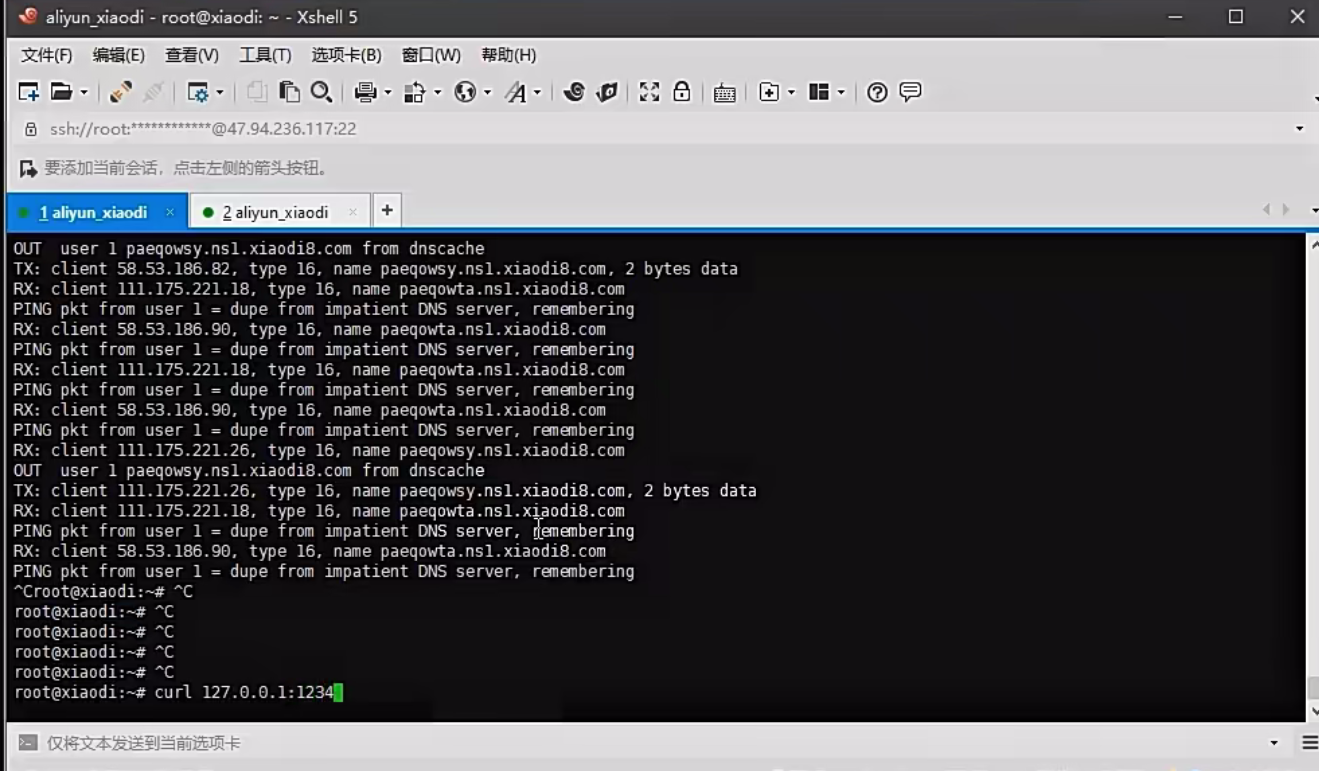 aliyun_xiaodi - root@xiaodi: ~ - Xshell 5
文件(F) 编辑(E) 查看(V) 工具(T) 选项卡(B) 窗口(W) 帮助(H)
ssh://root:************@47.94.236.117:22
要添加当前会话，点击左侧的箭头按钮。
1 aliyun_xiaodi × 2 aliyun_xiaodi × +
OUT  user 1 paeqowsy.ns1.xiaodi8.com from dnscache
TX: client 58.53.186.82, type 16, name paeqowsy.ns1.xiaodi8.com, 2 bytes data
RX: client 111.175.221.18, type 16, name paeqowta.ns1.xiaodi8.com
PING pkt from user 1 = dupe from impatient DNS server, remembering
RX: client 58.53.186.90, type 16, name paeqowta.ns1.xiaodi8.com
PING pkt from user 1 = dupe from impatient DNS server, remembering
RX: client 111.175.221.18, type 16, name paeqowta.ns1.xiaodi8.com
PING pkt from user 1 = dupe from impatient DNS server, remembering
RX: client 58.53.186.90, type 16, name paeqowta.ns1.xiaodi8.com
PING pkt from user 1 = dupe from impatient DNS server, remembering
RX: client 111.175.221.26, type 16, name paeqowsy.ns1.xiaodi8.com
OUT  user 1 paeqowsy.ns1.xiaodi8.com from dnscache
TX: client 111.175.221.26, type 16, name paeqowsy.ns1.xiaodi8.com, 2 bytes data
RX: client 111.175.221.18, type 16, name paeqowta.ns1.xiaodi8.com
PING pkt from user 1 = dupe from impatient DNS server, remembering
RX: client 58.53.186.90, type 16, name paeqowta.ns1.xiaodi8.com
PING pkt from user 1 = dupe from impatient DNS server, remembering
^Croot@xiaodi:~# ^C
root@xiaodi:~# ^C
root@xiaodi:~# ^C
root@xiaodi:~# ^C
root@xiaodi:~# ^C
root@xiaodi:~# curl 127.0.0.1:1234
仅将文本发送到当前选项卡